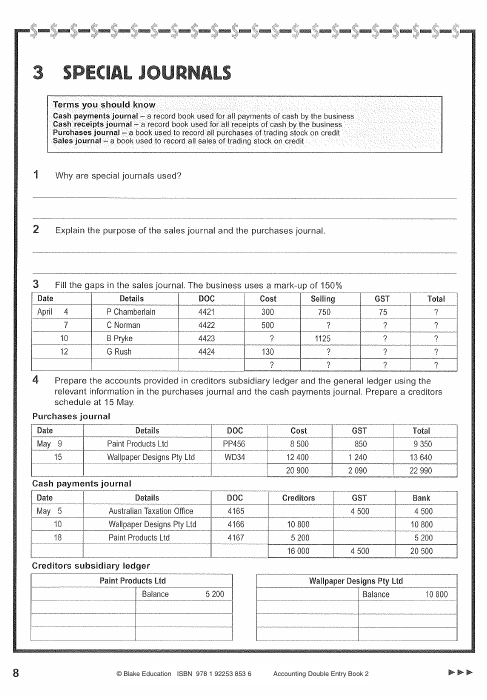 3 SPECIAL JOURNALS
Terms you should know
Cash payments journal – a record book used for all payments of cash by the business
Cash receipts journal – a record book used for all receipts of cash by the business
Purchases journal – a book used to record all purchases of trading stock on credit
Sales journal – a book used to record all sales of trading stock on credit
1 Why are special journals used?
2 Explain the purpose of the sales journal and the purchases journal.
3 Fill the gaps in the sales journal. The business uses a mark-up of 150%
Date Details DOC Cost Selling GST Total
April 4 P Chamberlain 4421 300 750 75 ?
7 C Norman 4422 500 ? ? ?
10 B Pryke 4423 ? 1125 ? ?
12 G Rush 4424 130 ? ? ?
? ? ? ?
4 Prepare the accounts provided in creditors subsidiary ledger and the general ledger using the
relevant information in the purchases journal and the cash payments journal. Prepare a creditors
schedule at 15 May.
Purchases journal
Date Details DOC Cost GST Total
May 9 Paint Products Ltd PP456 8 500 850 9 350
15 Wallpaper Designs Pty Ltd WD34 12 400 1 240 13 640
20 900 2 090 22 990
Cash payments journal
Date Details DOC Creditors GST Bank
May 5 Australian Taxation Office 4165 4 500 4 500
10 Wallpaper Designs Pty Ltd 4166 10 800 10 800
18 Paint Products Ltd 4167 5 200 5 200
16 000 4 500 20 500
Creditors subsidiary ledger
Paint Products Ltd Wallpaper Designs Pty Ltd
Balance 5 200 Balance 10 800
8 © Blake Education ISBN 978 1 92253 853 6 Accounting Double Entry Book 2